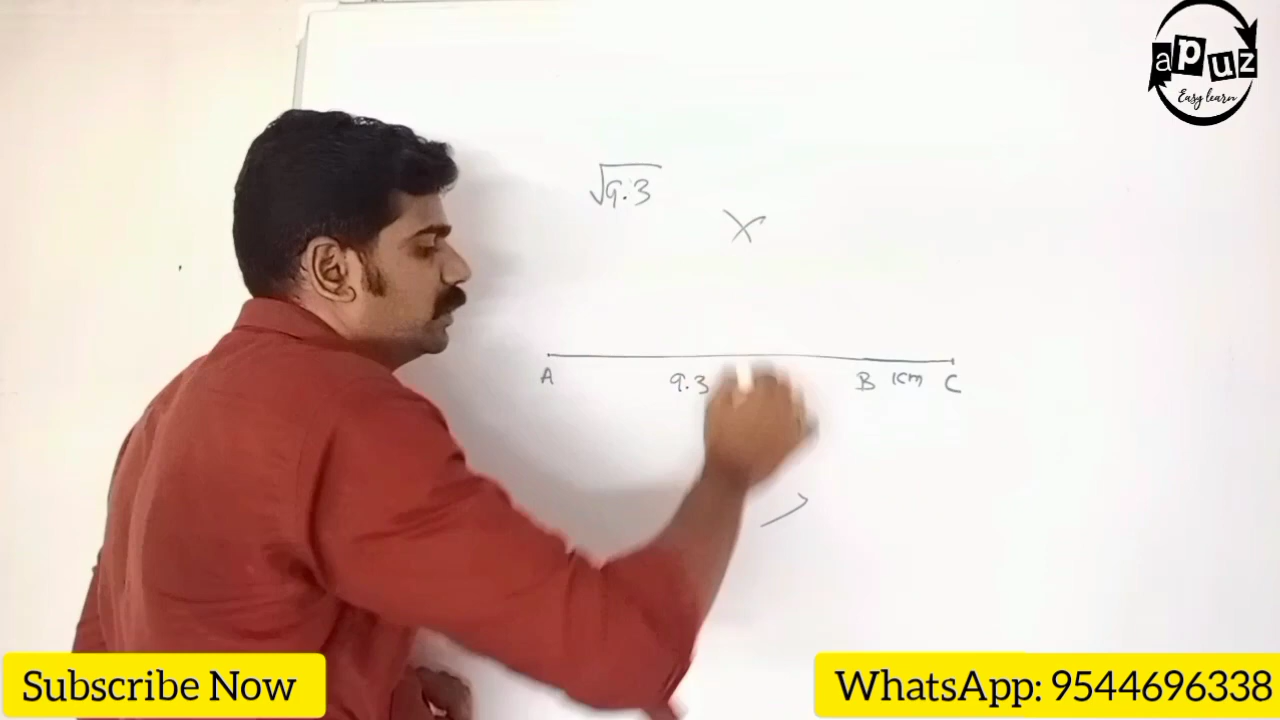 apuz
Easy learn
√9.3
A 9.3 B 1cm C
Subscribe Now
WhatsApp: 9544696338